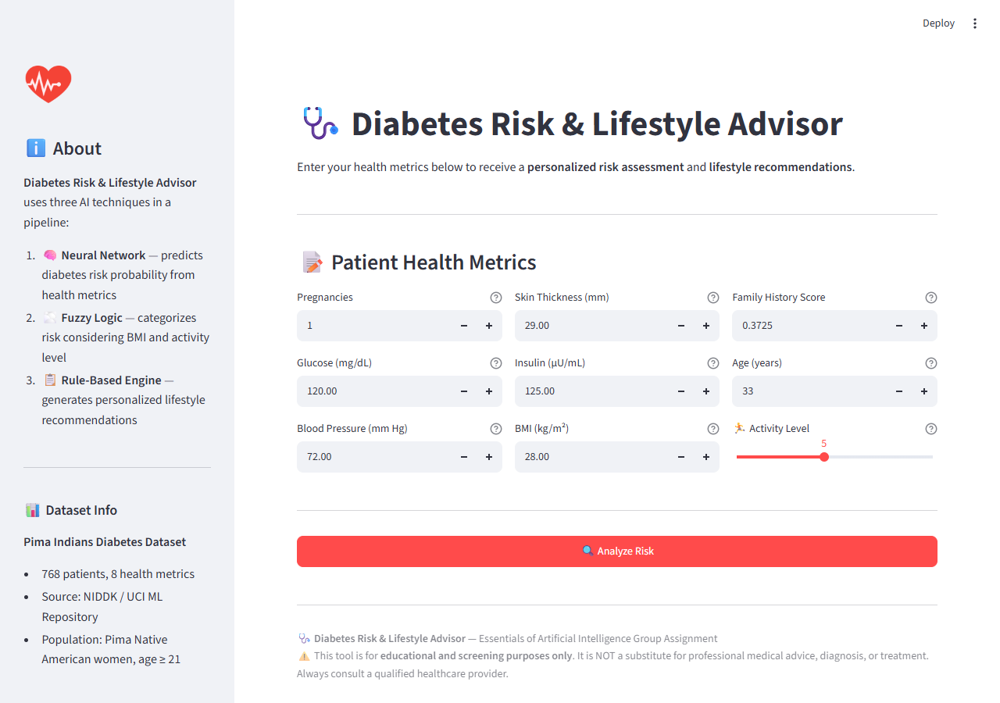 Deploy
About
Diabetes Risk & Lifestyle Advisor
uses three AI techniques in a
pipeline:
1. 🧠 Neural Network — predicts
diabetes risk probability from
health metrics
2. Fuzzy Logic — categorizes
risk considering BMI and activity
level
3. 📋 Rule-Based Engine —
generates personalized lifestyle
recommendations
📊 Dataset Info
Pima Indians Diabetes Dataset
• 768 patients, 8 health metrics
• Source: NIDDK / UCI ML
Repository
• Population: Pima Native
American women, age ≥ 21
🩺 Diabetes Risk & Lifestyle Advisor
Enter your health metrics below to receive a personalized risk assessment and lifestyle recommendations.
📝 Patient Health Metrics
Pregnancies
1
Skin Thickness (mm)
29.00
Family History Score
0.3725
Glucose (mg/dL)
120.00
Insulin (µU/mL)
125.00
Age (years)
33
Blood Pressure (mm Hg)
72.00
BMI (kg/m²)
28.00
🏃 Activity Level
5
🔍 Analyze Risk
🩺 Diabetes Risk & Lifestyle Advisor — Essentials of Artificial Intelligence Group Assignment
⚠️ This tool is for educational and screening purposes only. It is NOT a substitute for professional medical advice, diagnosis, or treatment.
Always consult a qualified healthcare provider.